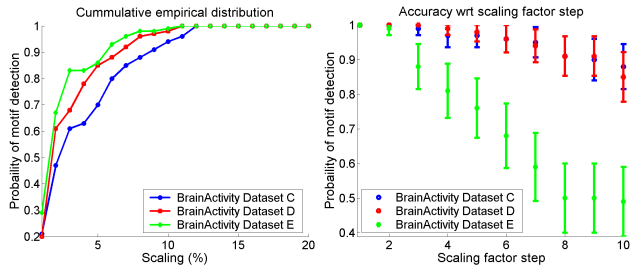 Cummulative empirical distribution
Probaility of motif detection
1
0.9
0.8
0.7
0.6
0.5
0.4
0.3
0.2
5
10
15
20
Scaling (%)
BrainActivity Dataset C
BrainActivity Dataset D
BrainActivity Dataset E
Accuracy wrt scaling factor step
Probaility of motif detection
1
0.9
0.8
0.7
0.6
0.5
0.4
2
4
6
8
10
Scaling factor step
BrainActivity Dataset C
BrainActivity Dataset D
BrainActivity Dataset E